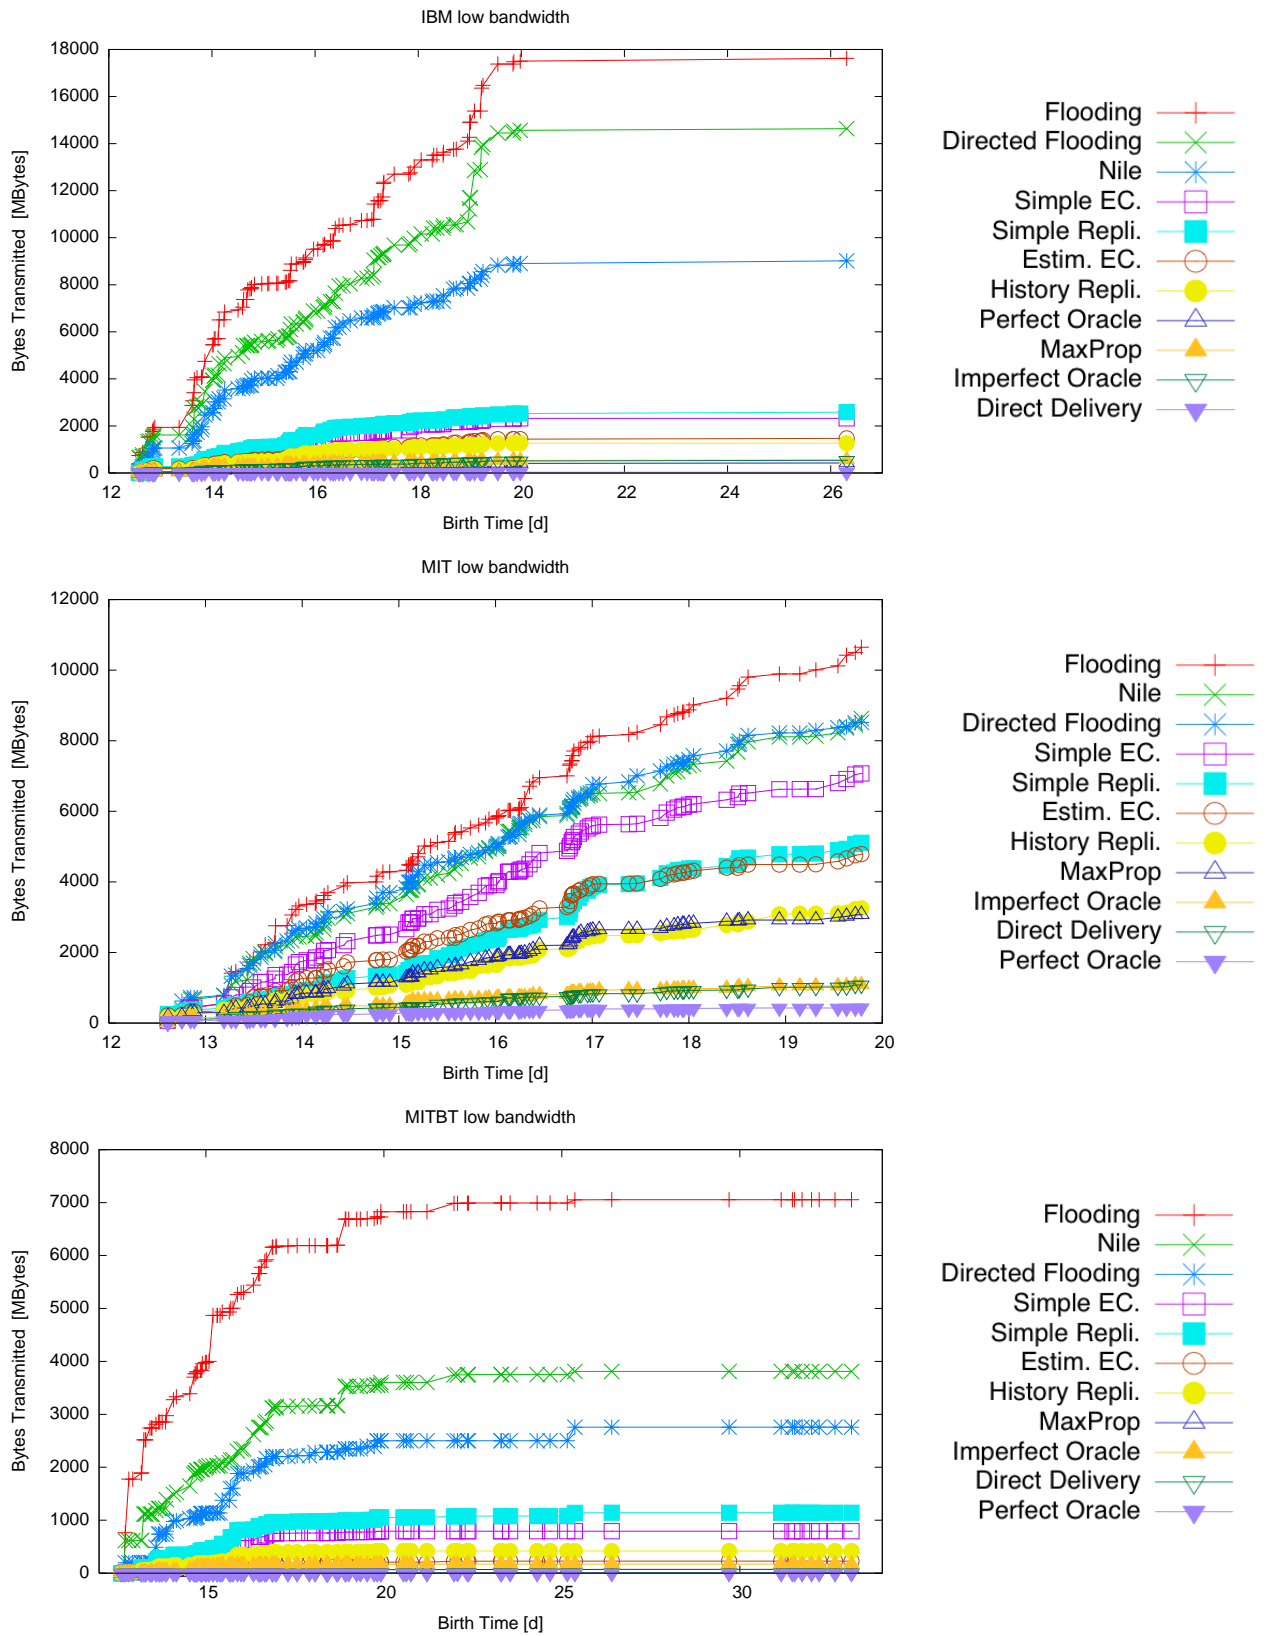 IBM low bandwidth
18000
16000
14000
12000
10000
8000
6000
4000
2000
0
12 14 16 18 20 22 24 26
Bytes Transmitted [MBytes]
Birth Time [d]
Flooding
Directed Flooding
Nile
Simple EC.
Simple Repli.
Estim. EC.
History Repli.
Perfect Oracle
MaxProp
Imperfect Oracle
Direct Delivery
MIT low bandwidth
12000
10000
8000
6000
4000
2000
0
12 13 14 15 16 17 18 19 20
Bytes Transmitted [MBytes]
Birth Time [d]
Flooding
Nile
Directed Flooding
Simple EC.
Simple Repli.
Estim. EC.
History Repli.
MaxProp
Imperfect Oracle
Direct Delivery
Perfect Oracle
MITBT low bandwidth
8000
7000
6000
5000
4000
3000
2000
1000
0
15 20 25 30
Bytes Transmitted [MBytes]
Birth Time [d]
Flooding
Nile
Directed Flooding
Simple EC.
Simple Repli.
Estim. EC.
History Repli.
MaxProp
Imperfect Oracle
Direct Delivery
Perfect Oracle